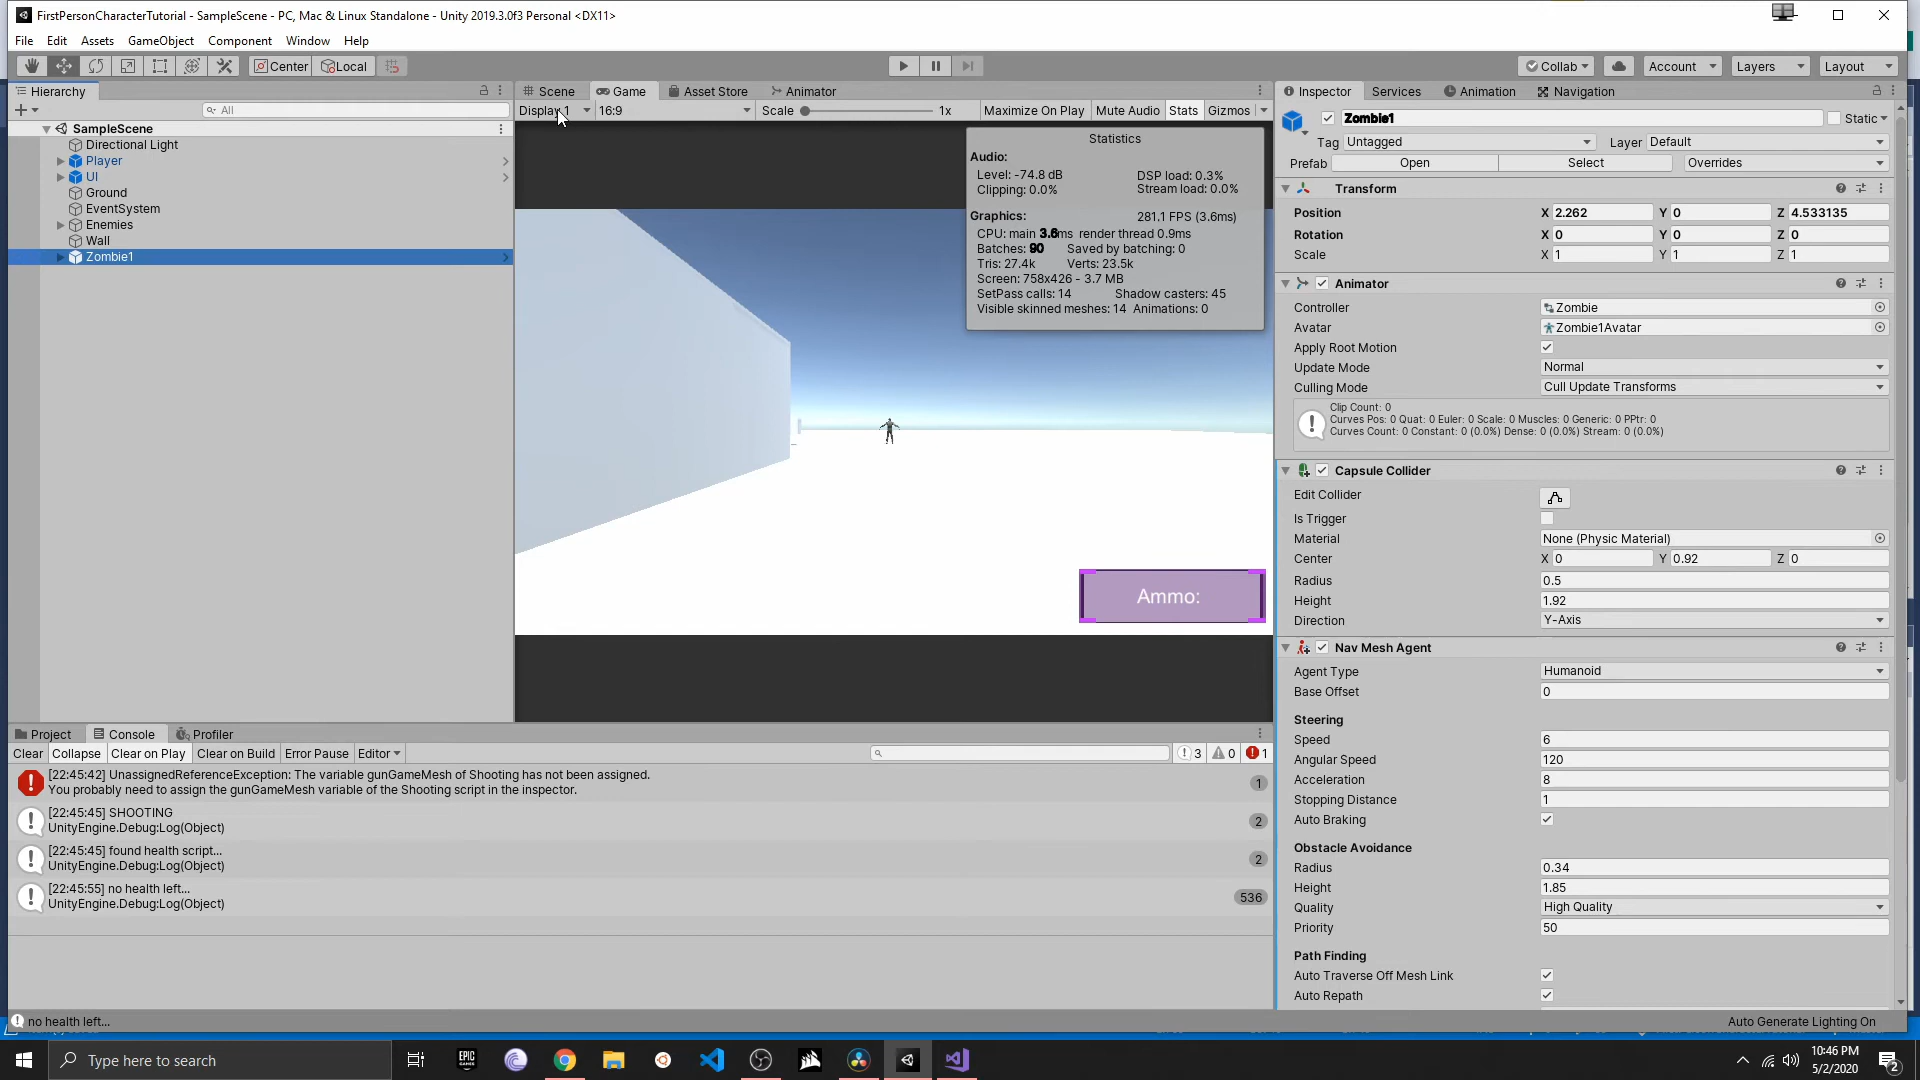 FirstPersonCharacterTutorial - SampleScene - PC, Mac & Linux Standalone - Unity 2019.3.0f3 Personal <DX11>
File Edit Assets GameObject Component Window Help
Center Local Collab Account Layers Layout
Hierarchy
All
SampleScene
Directional Light
Player
UI
Ground
EventSystem
Enemies
Wall
Zombie1
Scene Game Asset Store Animator
Display 1 16:9 Scale 1x Maximize On Play Mute Audio Stats Gizmos
Statistics
Audio:
Level: -74.8 dB DSP load: 0.3%
Clipping: 0.0% Stream load: 0.0%
Graphics: 281.1 FPS (3.6ms)
CPU: main 3.6ms render thread 0.9ms
Batches: 90 Saved by batching: 0
Tris: 27.4k Verts: 23.5k
Screen: 758x426 - 3.7 MB
SetPass calls: 14 Shadow casters: 45
Visible skinned meshes: 14 Animations: 0
Ammo:
Inspector Services Animation Navigation
Zombie1 Static
Tag Untagged Layer Default
Prefab Open Select Overrides
Transform
Position X 2.262 Y 0 Z 4.533135
Rotation X 0 Y 0 Z 0
Scale X 1 Y 1 Z 1
Animator
Controller Zombie
Avatar Zombie1Avatar
Apply Root Motion
Update Mode Normal
Culling Mode Cull Update Transforms
Clip Count: 0
Curves Pos: 0 Quat: 0 Euler: 0 Scale: 0 Muscles: 0 Generic: 0 PPtr: 0
Curves Count: 0 Constant: 0 (0.0%) Dense: 0 (0.0%) Stream: 0 (0.0%)
Capsule Collider
Edit Collider
Is Trigger
Material None (Physic Material)
Center X 0 Y 0.92 Z 0
Radius 0.5
Height 1.92
Direction Y-Axis
Nav Mesh Agent
Agent Type Humanoid
Base Offset 0
Steering
Speed 6
Angular Speed 120
Acceleration 8
Stopping Distance 1
Auto Braking
Obstacle Avoidance
Radius 0.34
Height 1.85
Quality High Quality
Priority 50
Path Finding
Auto Traverse Off Mesh Link
Auto Repath
Project Console Profiler
Clear Collapse Clear on Play Clear on Build Error Pause Editor 3 0 1
[22:45:42] UnassignedReferenceException: The variable gunGameMesh of Shooting has not been assigned.
You probably need to assign the gunGameMesh variable of the Shooting script in the inspector.
1
[22:45:45] SHOOTING
UnityEngine.Debug:Log(Object)
2
[22:45:45] found health script...
UnityEngine.Debug:Log(Object)
2
[22:45:55] no health left...
UnityEngine.Debug:Log(Object)
536
no health left...
Auto Generate Lighting On
Type here to search
EPIC GAMES
10:46 PM
5/2/2020
2